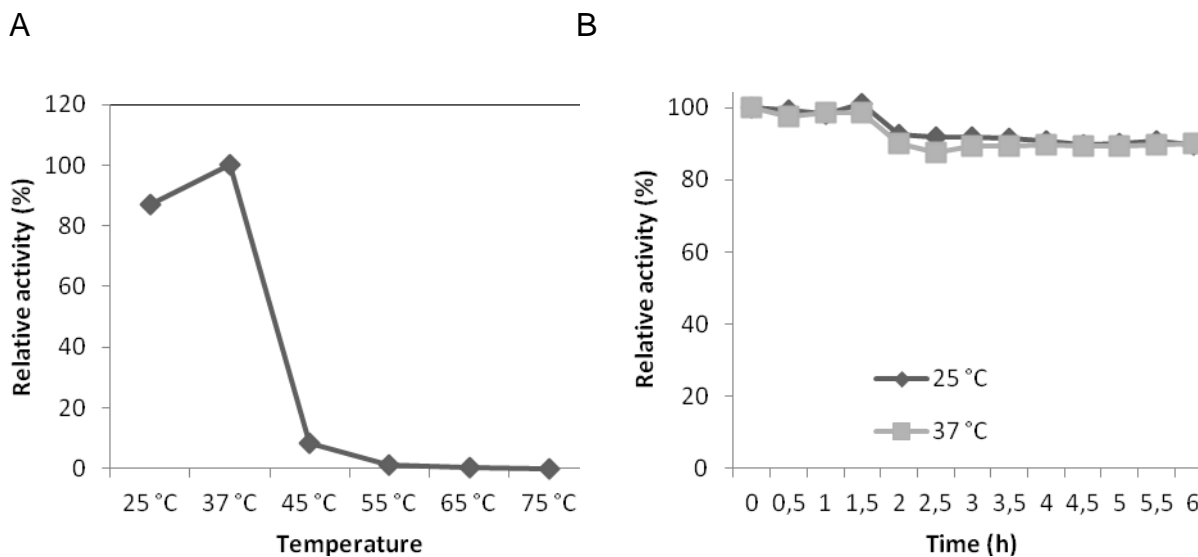 A
B
Relative activity (%)
120
100
80
60
40
20
0
25 °C 37 °C 45 °C 55 °C 65 °C 75 °C
Temperature
Relative activity (%)
100
80
60
40
20
0
25 °C
37 °C
0 0,5 1 1,5 2 2,5 3 3,5 4 4,5 5 5,5 6
Time (h)